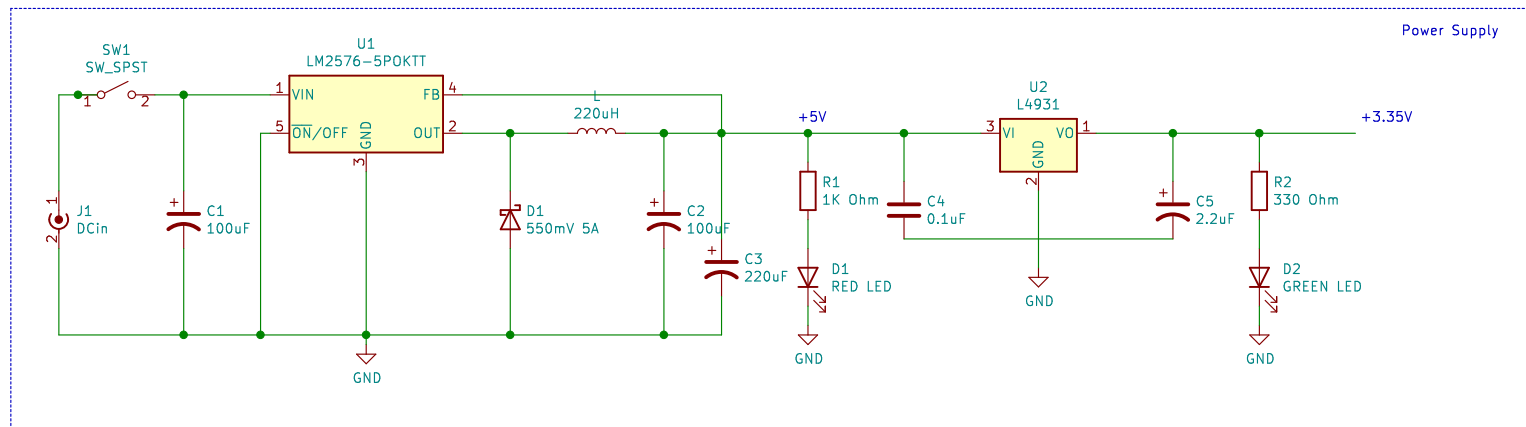 Power Supply
SW1
SW_SPST
1
2
U1
LM2576-5POKTT
1
VIN
5
ON/OFF
GND
3
FB
4
OUT
2
L
220uH
+5V
U2
L4931
3
VI
VO
1
GND
2
+3.35V
J1
DCin
1
2
C1
100uF
D1
550mV 5A
C2
100uF
C3
220uF
R1
1K Ohm
D1
RED LED
C4
0.1uF
C5
2.2uF
R2
330 Ohm
D2
GREEN LED
GND
GND
GND
GND